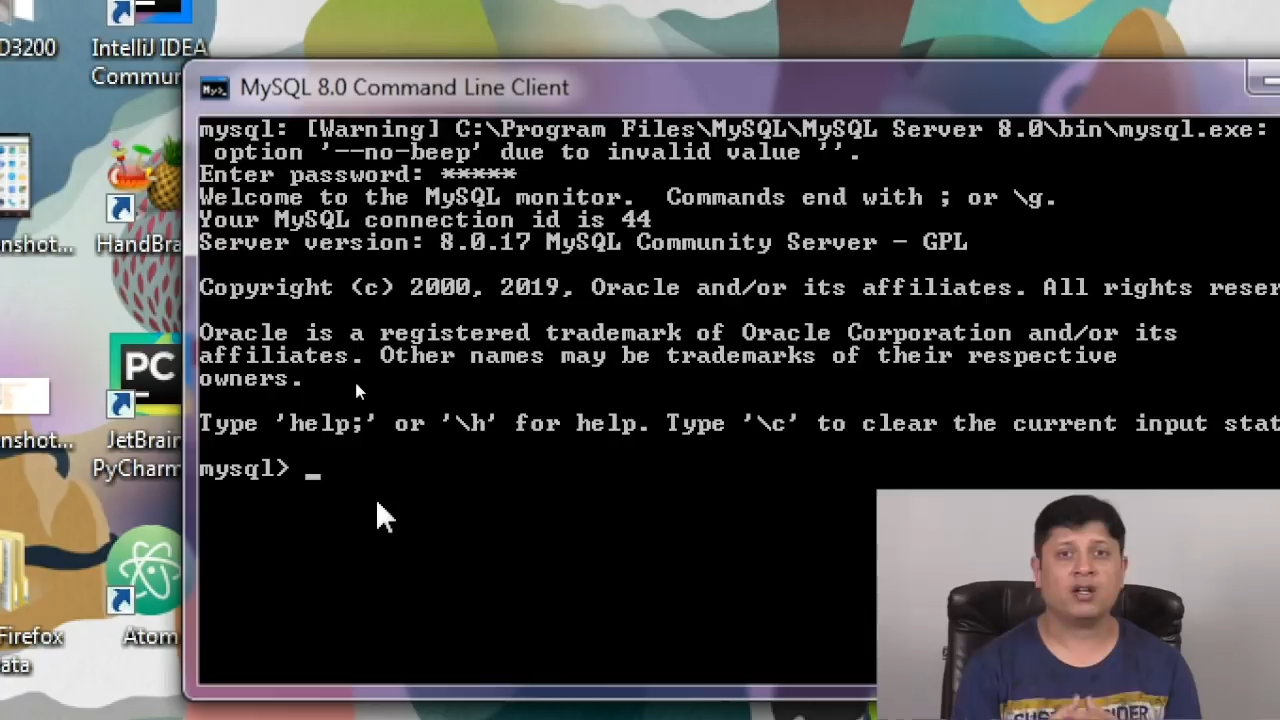 D3200
IntelliJ IDEA
Commun
nshot...
HandBra
PC
nshot...
JetBrain
PyCharm
Firefox
ata
Atom
MySQL 8.0 Command Line Client
mysql: [Warning] C:\Program Files\MySQL\MySQL Server 8.0\bin\mysql.exe:
option '--no-beep' due to invalid value ''.
Enter password: *****
Welcome to the MySQL monitor.  Commands end with ; or \g.
Your MySQL connection id is 44
Server version: 8.0.17 MySQL Community Server - GPL
Copyright (c) 2000, 2019, Oracle and/or its affiliates. All rights reser
Oracle is a registered trademark of Oracle Corporation and/or its
affiliates. Other names may be trademarks of their respective
owners.
Type 'help;' or '\h' for help. Type '\c' to clear the current input stat
mysql> _